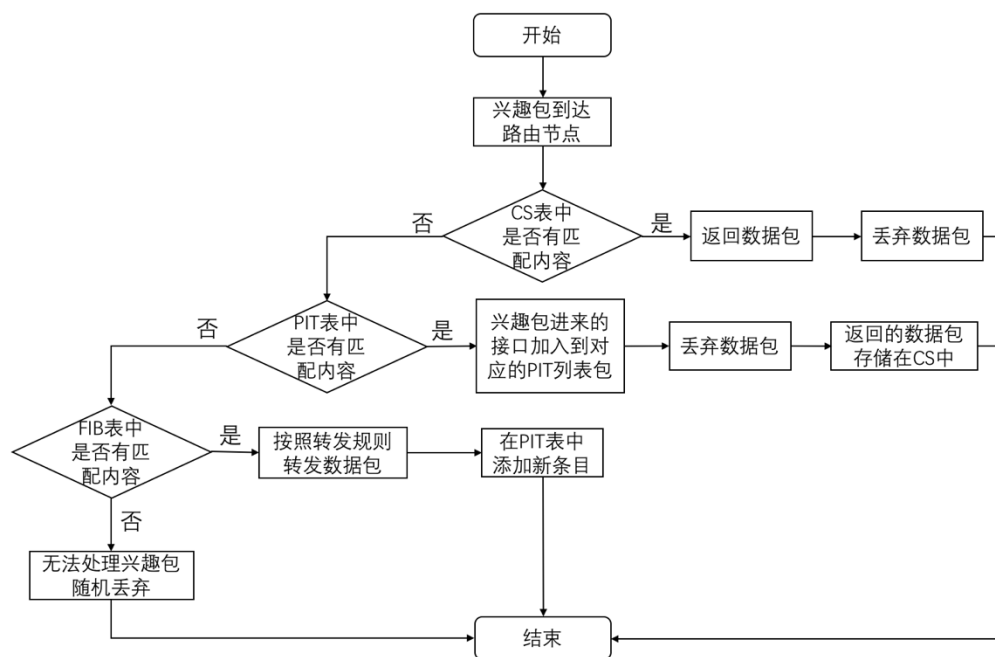 开始
兴趣包到达
路由节点
CS表中
是否有匹
配内容
否
是
返回数据包
丢弃数据包
PIT表中
是否有匹
配内容
否
是
兴趣包进来的
接口加入到对
应的PIT列表包
丢弃数据包
返回的数据包
存储在CS中
FIB表中
是否有匹
配内容
是
按照转发规则
转发数据包
在PIT表中
添加新条目
否
无法处理兴趣包
随机丢弃
结束